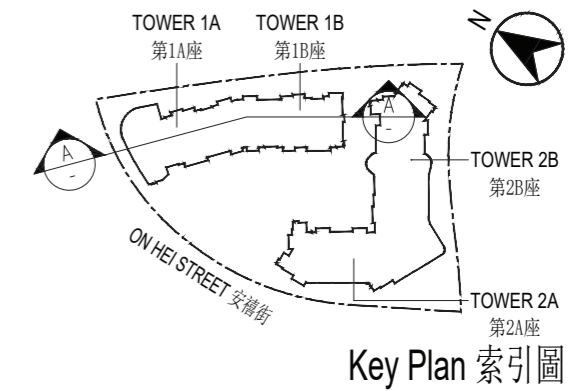 TOWER 1A
第1A座
TOWER 1B
第1B座
N
A
-
A
-
TOWER 2B
第2B座
ON HEI STREET 安禧街
TOWER 2A
第2A座
Key Plan 索引圖